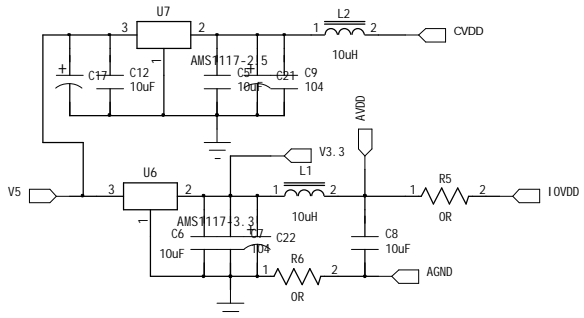 U7
L2
3
2
1
2
CVDD
AMS1117-2.5
10uH
1
C17
C12
10uF
C5
10uF
C21
C9
104
AVDD
V3.3
U6
L1
R5
V5
3
2
1
2
1
2
IOVDD
1
AMS1117-3.3
10uH
0R
C6
10uF
C7
104
C22
C8
10uF
R6
1
2
AGND
0R